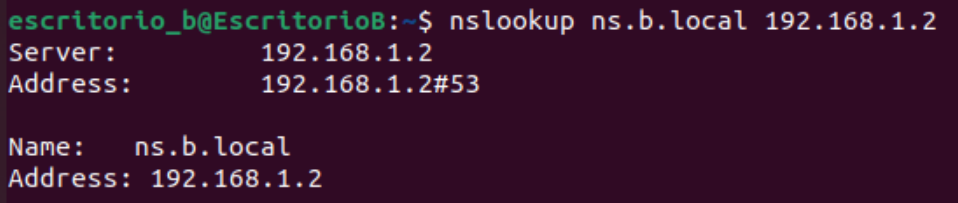 escritorio_b@EscritorioB:~$ nslookup ns.b.local 192.168.1.2
Server:         192.168.1.2
Address:        192.168.1.2#53

Name:   ns.b.local
Address: 192.168.1.2